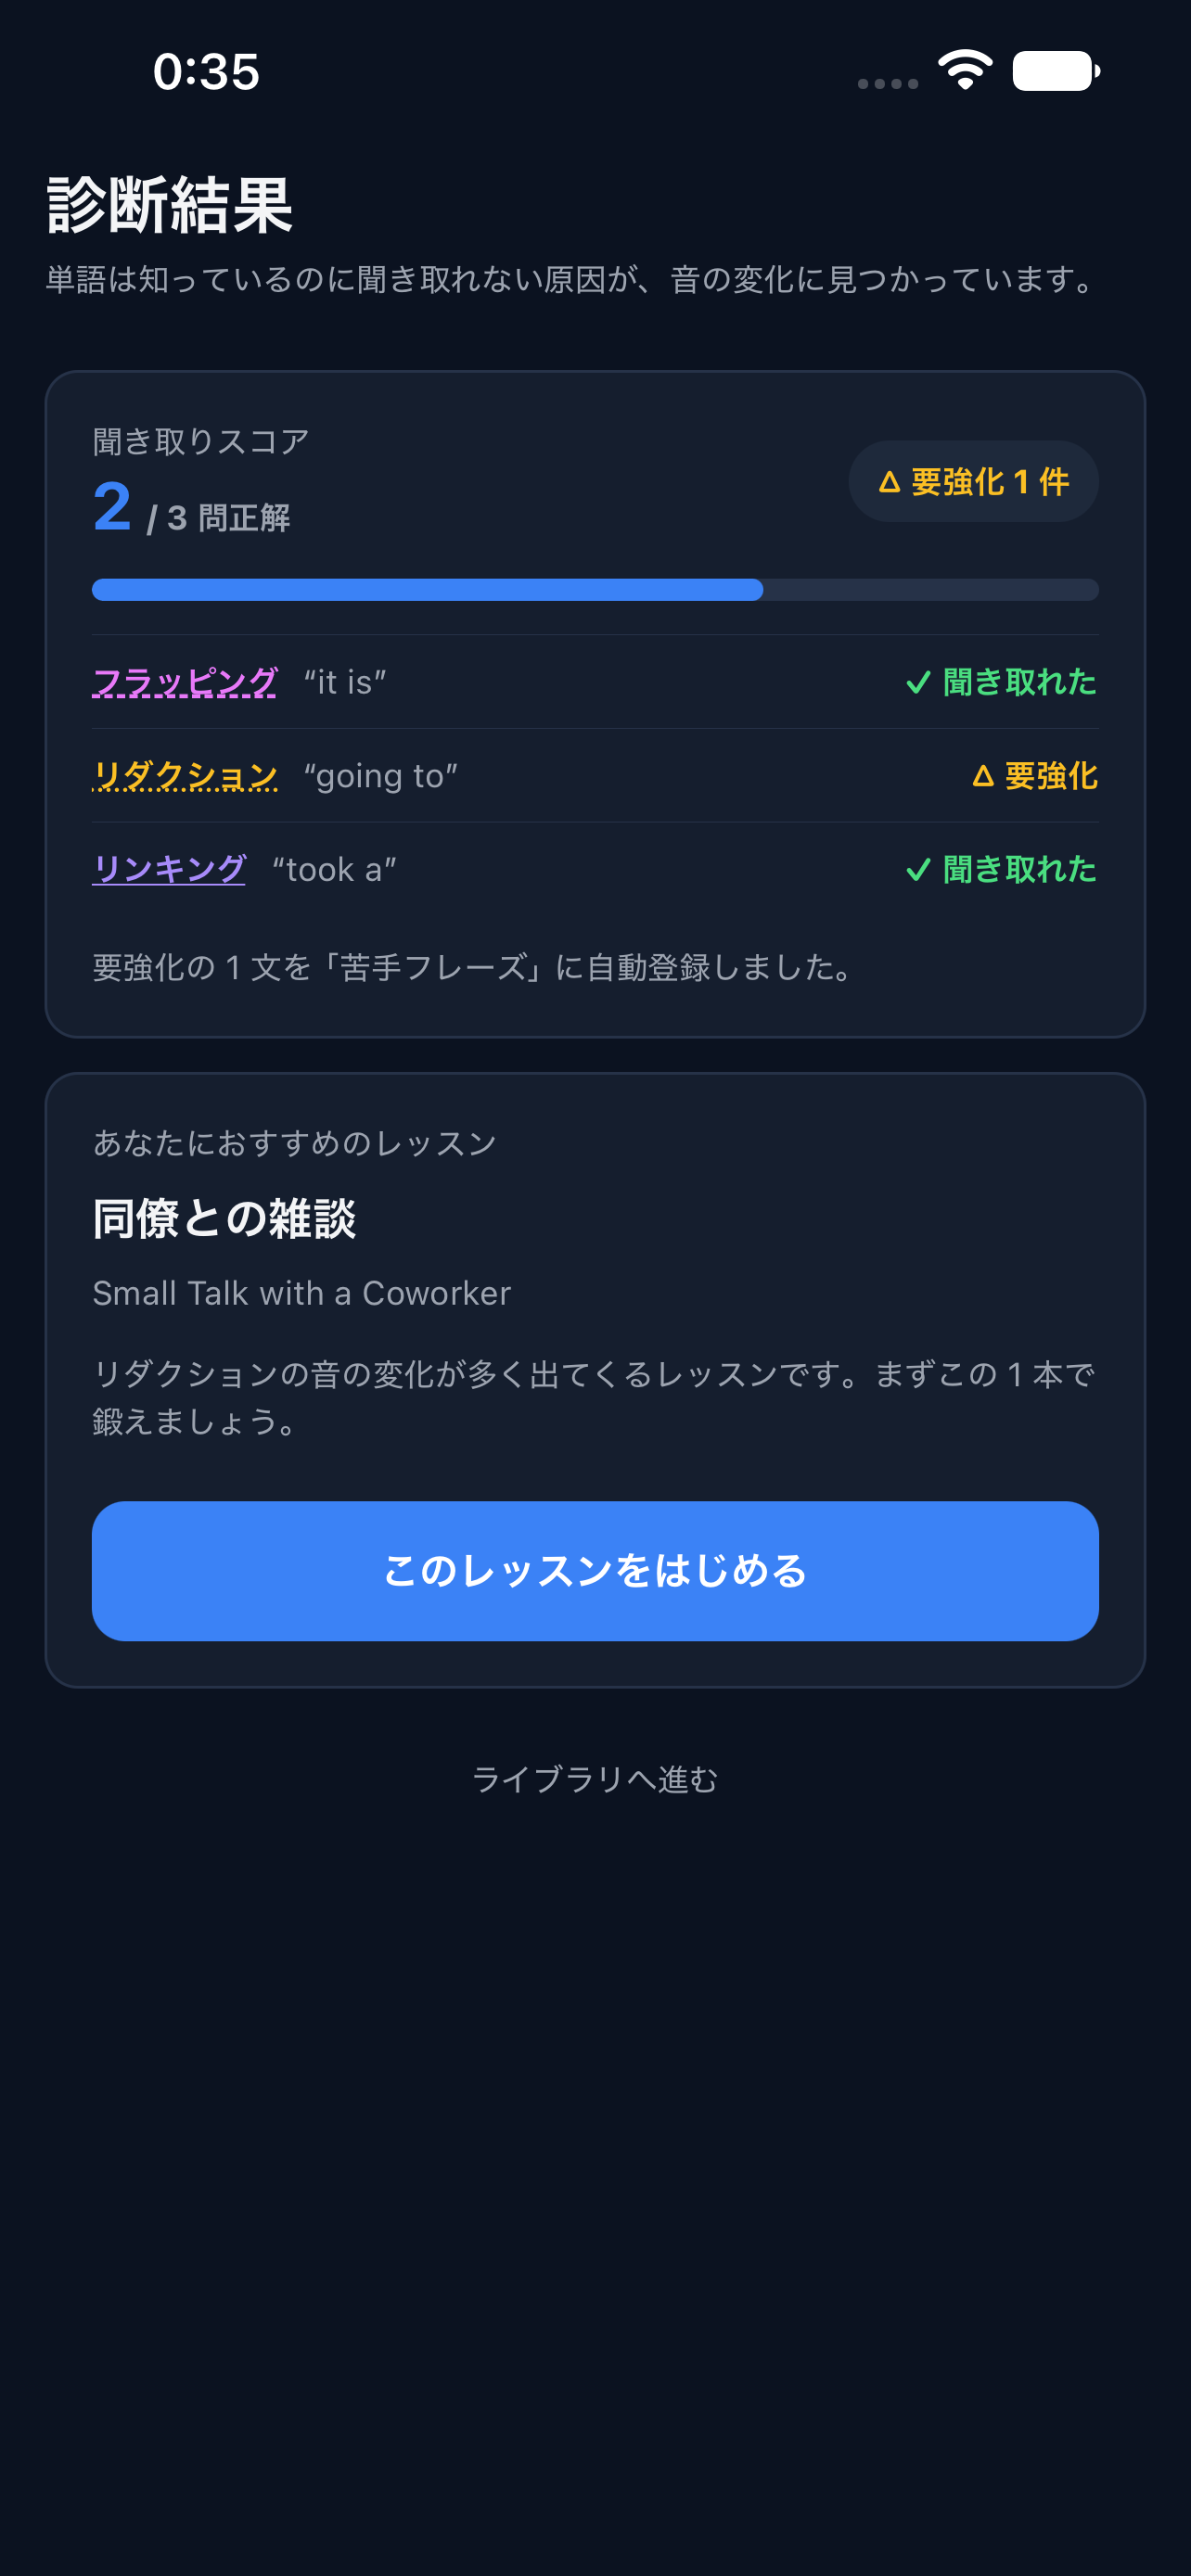 0:35
診断結果
単語は知っているのに聞き取れない原因が、音の変化に見つかっています。
聞き取りスコア
2 / 3 問正解
△ 要強化 1 件
フラッピング “it is” ✓ 聞き取れた
リダクション “going to” △ 要強化
リンキング “took a” ✓ 聞き取れた
要強化の 1 文を「苦手フレーズ」に自動登録しました。
あなたにおすすめのレッスン
同僚との雑談
Small Talk with a Coworker
リダクションの音の変化が多く出てくるレッスンです。まずこの 1 本で
鍛えましょう。
このレッスンをはじめる
ライブラリへ進む